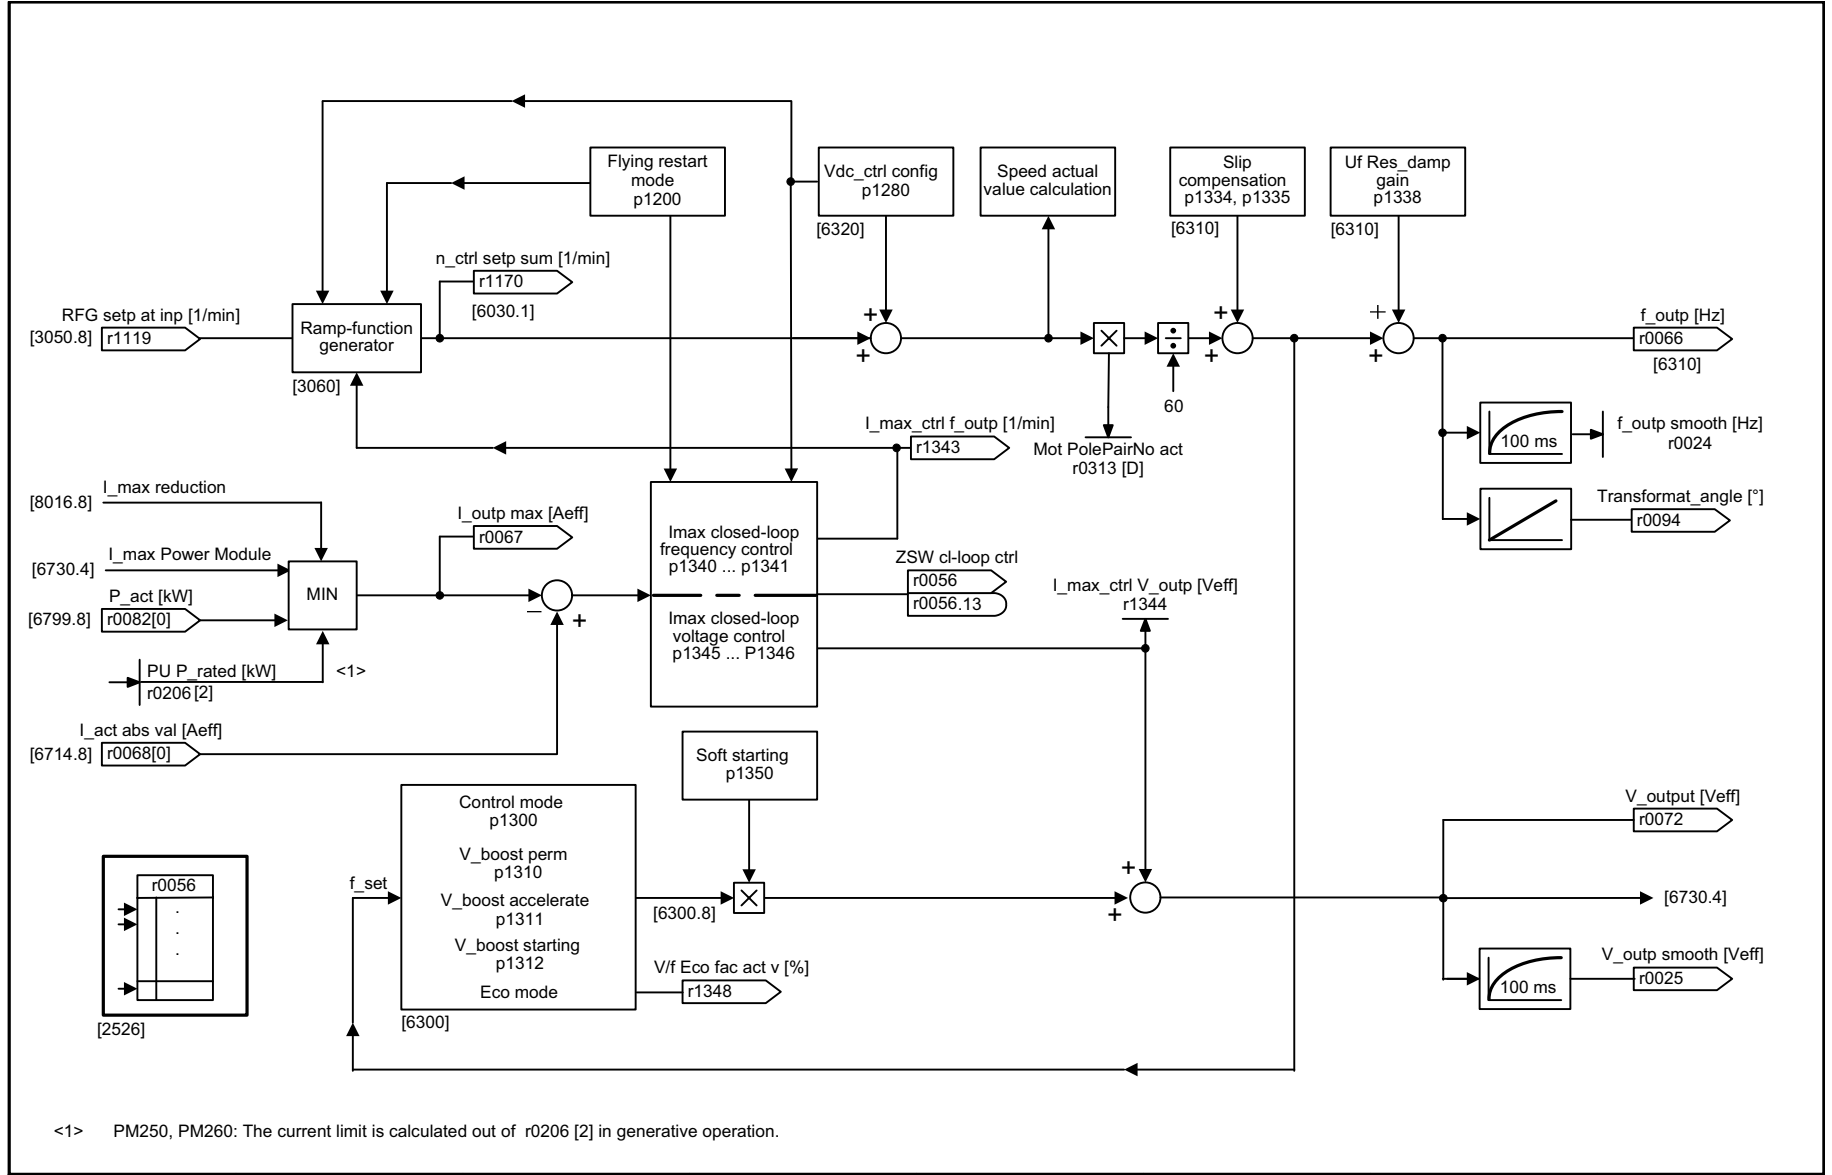 Flying restart
mode
p1200
Vdc_ctrl config
p1280
[6320]
Speed actual
value calculation
Slip
compensation
p1334, p1335
[6310]
Uf Res_damp
gain
p1338
[6310]
n_ctrl setp sum [1/min]
r1170
[6030.1]
RFG setp at inp [1/min]
[3050.8] r1119
Ramp-function
generator
[3060]
+
+
+
+
+
+
60
f_outp [Hz]
r0066
[6310]
I_max_ctrl f_outp [1/min]
r1343
Mot PolePairNo act
r0313 [D]
100 ms
f_outp smooth [Hz]
r0024
Transformat_angle [°]
r0094
I_max reduction
[8016.8]
I_max Power Module
[6730.4]
P_act [kW]
[6799.8] r0082[0]
MIN
PU P_rated [kW]
r0206 [2]
<1>
I_outp max [Aeff]
r0067
–
+
I_act abs val [Aeff]
[6714.8] r0068[0]
Imax closed-loop
frequency control
p1340 ... p1341
Imax closed-loop
voltage control
p1345 ... P1346
ZSW cl-loop ctrl
r0056
r0056.13
I_max_ctrl V_outp [Veff]
r1344
Soft starting
p1350
Control mode
p1300
V_boost perm
p1310
V_boost accelerate
p1311
V_boost starting
p1312
Eco mode
[6300]
f_set
[6300.8]
V/f Eco fac act v [%]
r1348
+
+
V_output [Veff]
r0072
[6730.4]
100 ms
V_outp smooth [Veff]
r0025
r0056
.
.
.
[2526]
<1> PM250, PM260: The current limit is calculated out of r0206 [2] in generative operation.